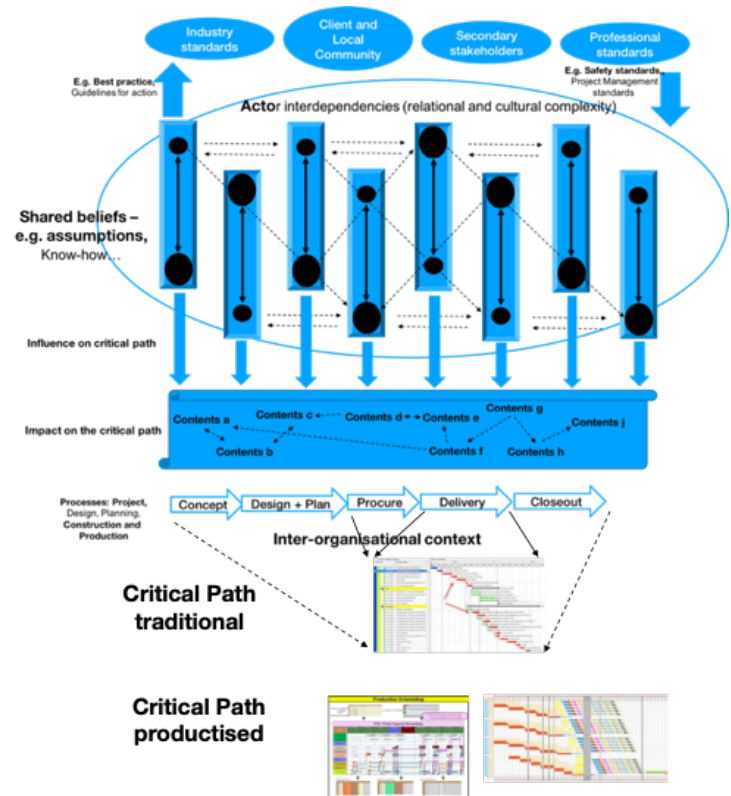 Industry
standards
Client and
Local
Community
Secondary
stakeholders
Professional
standards
E.g. Best practice,
Guidelines for action
E.g. Safety standards,
Project Management
standards
Actor interdependencies (relational and cultural complexity)
Shared beliefs –
e.g. assumptions,
Know-how…
Influence on critical path
Impact on the critical path
Contents a
Contents b
Contents c
Contents d
Contents e
Contents f
Contents g
Contents h
Contents j
Processes: Project,
Design, Planning,
Construction and
Production
Concept
Design + Plan
Procure
Delivery
Closeout
Inter-organisational context
Critical Path
traditional
Critical Path
productised
Production Scheduling